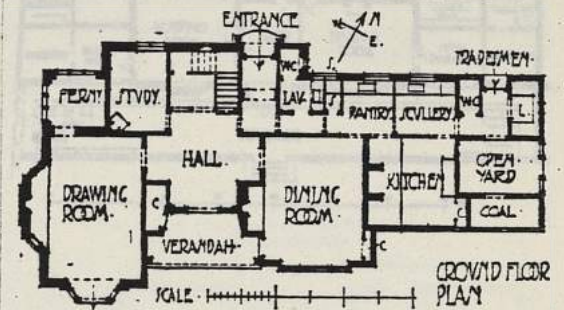 ENTRANCE
N
E.
S.
TRADESMEN.
FERNY.
STUDY.
WC
LAV.
S
PANTRY.
SCULLERY.
WC
L.
HALL
DRAWING
ROOM.
C
DINING
ROOM.
KITCHEN
OPEN
YARD
COAL
C
VERANDAH.
C
GROUND FLOOR
PLAN
SCALE